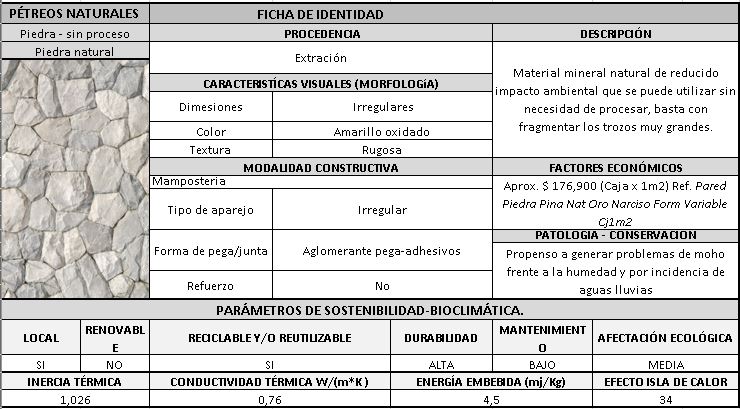 PÉTREOS NATURALES
FICHA DE IDENTIDAD
Piedra - sin proceso
PROCEDENCIA
DESCRIPCIÓN
Piedra natural
Extracción
Material mineral natural de reducido
impacto ambiental que se puede utilizar sin
necesidad de procesar, basta con
fragmentar los trozos muy grandes.
CARACTERISTÍCAS VISUALES (MORFOLOGíA)
Dimesiones
Irregulares
Color
Amarillo oxidado
Textura
Rugosa
MODALIDAD CONSTRUCTIVA
FACTORES ECONÓMICOS
Mamposteria
Aprox. $ 176,900 (Caja x 1m2) Ref. Pared
Piedra Pina Nat Oro Narciso Form Variable
Cj1m2
Tipo de aparejo
Irregular
PATOLOGIA - CONSERVACION
Forma de pega/junta
Aglomerante pega-adhesivos
Propenso a generar problemas de moho
frente a la humedad y por incidencia de
aguas lluvias
Refuerzo
No
PARÁMETROS DE SOSTENIBILIDAD-BIOCLIMÁTICA.
LOCAL
RENOVABL
E
RECICLABLE Y/O REUTILIZABLE
DURABILIDAD
MANTENIMIENT
O
AFECTACIÓN ECOLÓGICA
SI
NO
SI
ALTA
BAJO
MEDIA
INERCIA TÉRMICA
CONDUCTIVIDAD TÉRMICA W/(m*K )
ENERGÍA EMBEBIDA (mj/Kg)
EFECTO ISLA DE CALOR
1,026
0,76
4,5
34